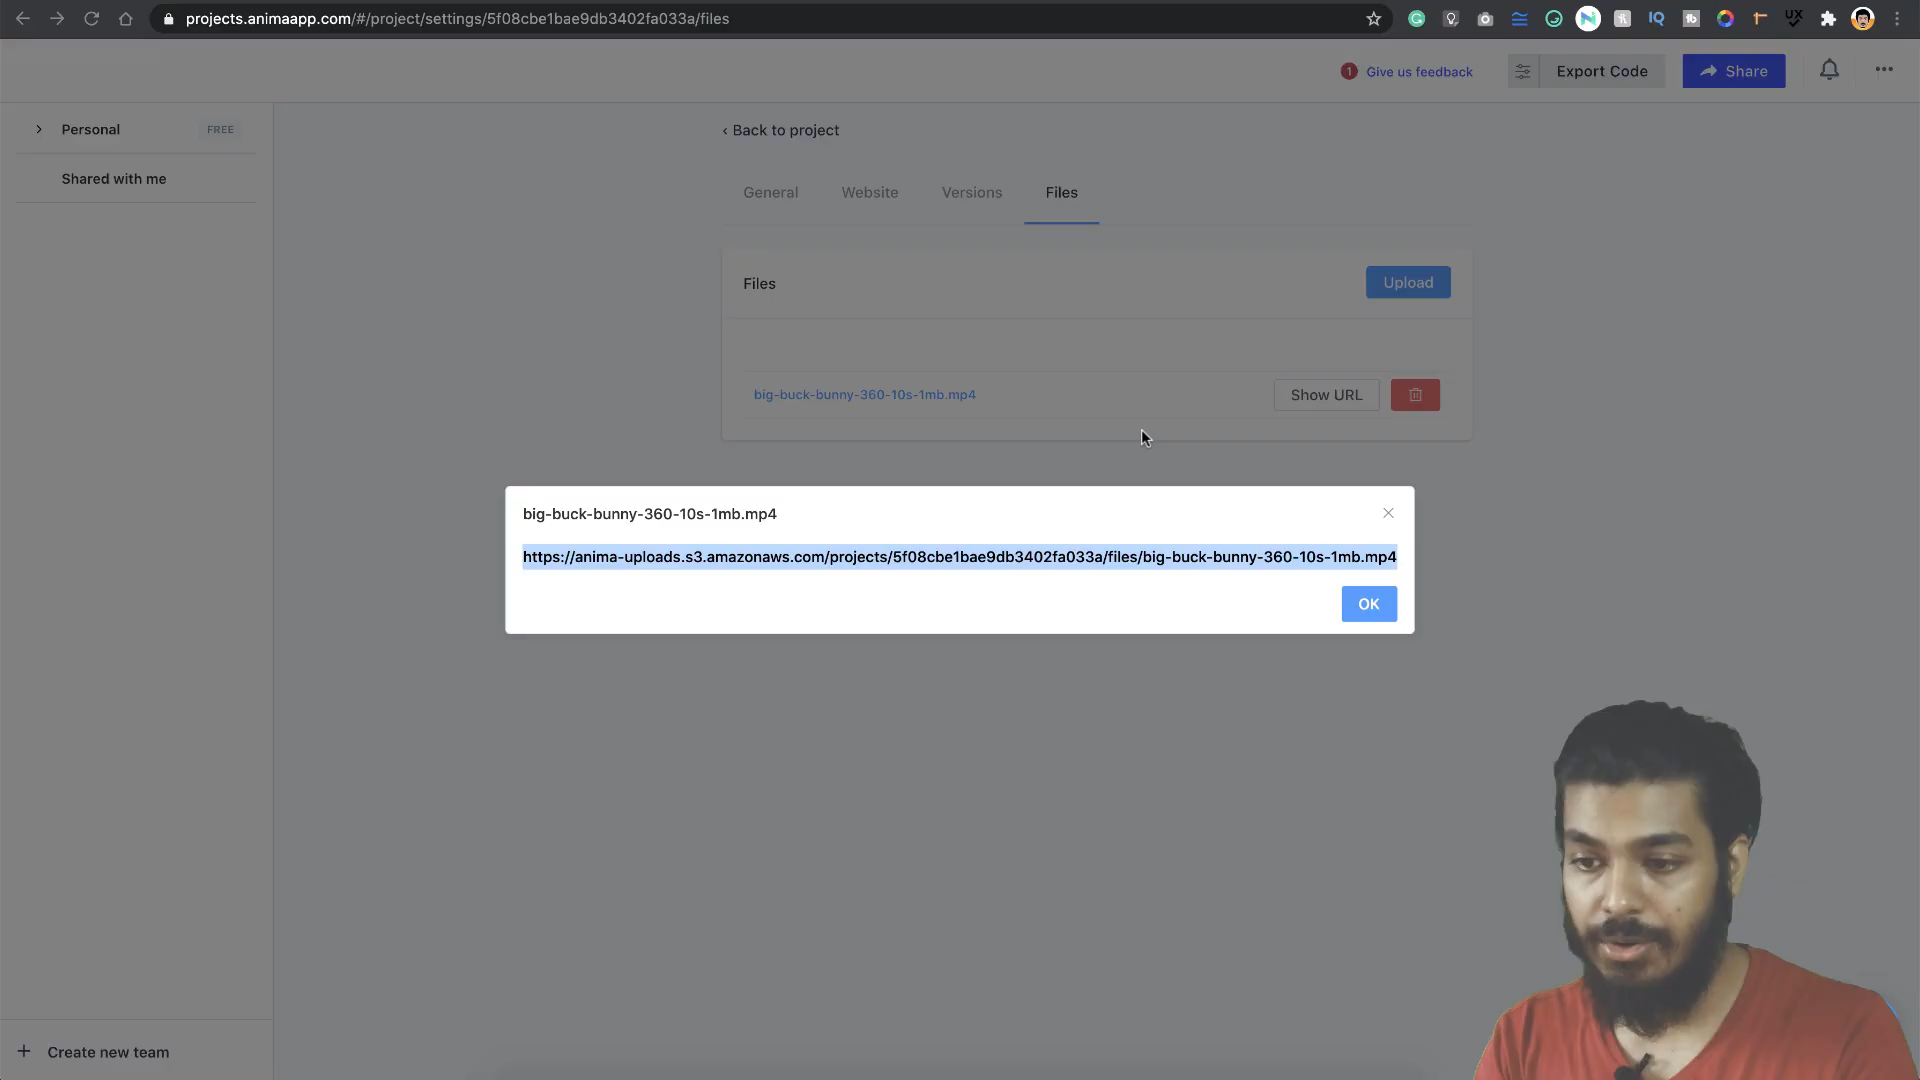 projects.animaapp.com/#/project/settings/5f08cbe1bae9db3402fa033a/files
1 Give us feedback
Export Code
Share
Personal FREE
Shared with me
‹ Back to project
General Website Versions Files
Files
Upload
big-buck-bunny-360-10s-1mb.mp4
Show URL
big-buck-bunny-360-10s-1mb.mp4
https://anima-uploads.s3.amazonaws.com/projects/5f08cbe1bae9db3402fa033a/files/big-buck-bunny-360-10s-1mb.mp4
OK
+ Create new team
IQ
UX